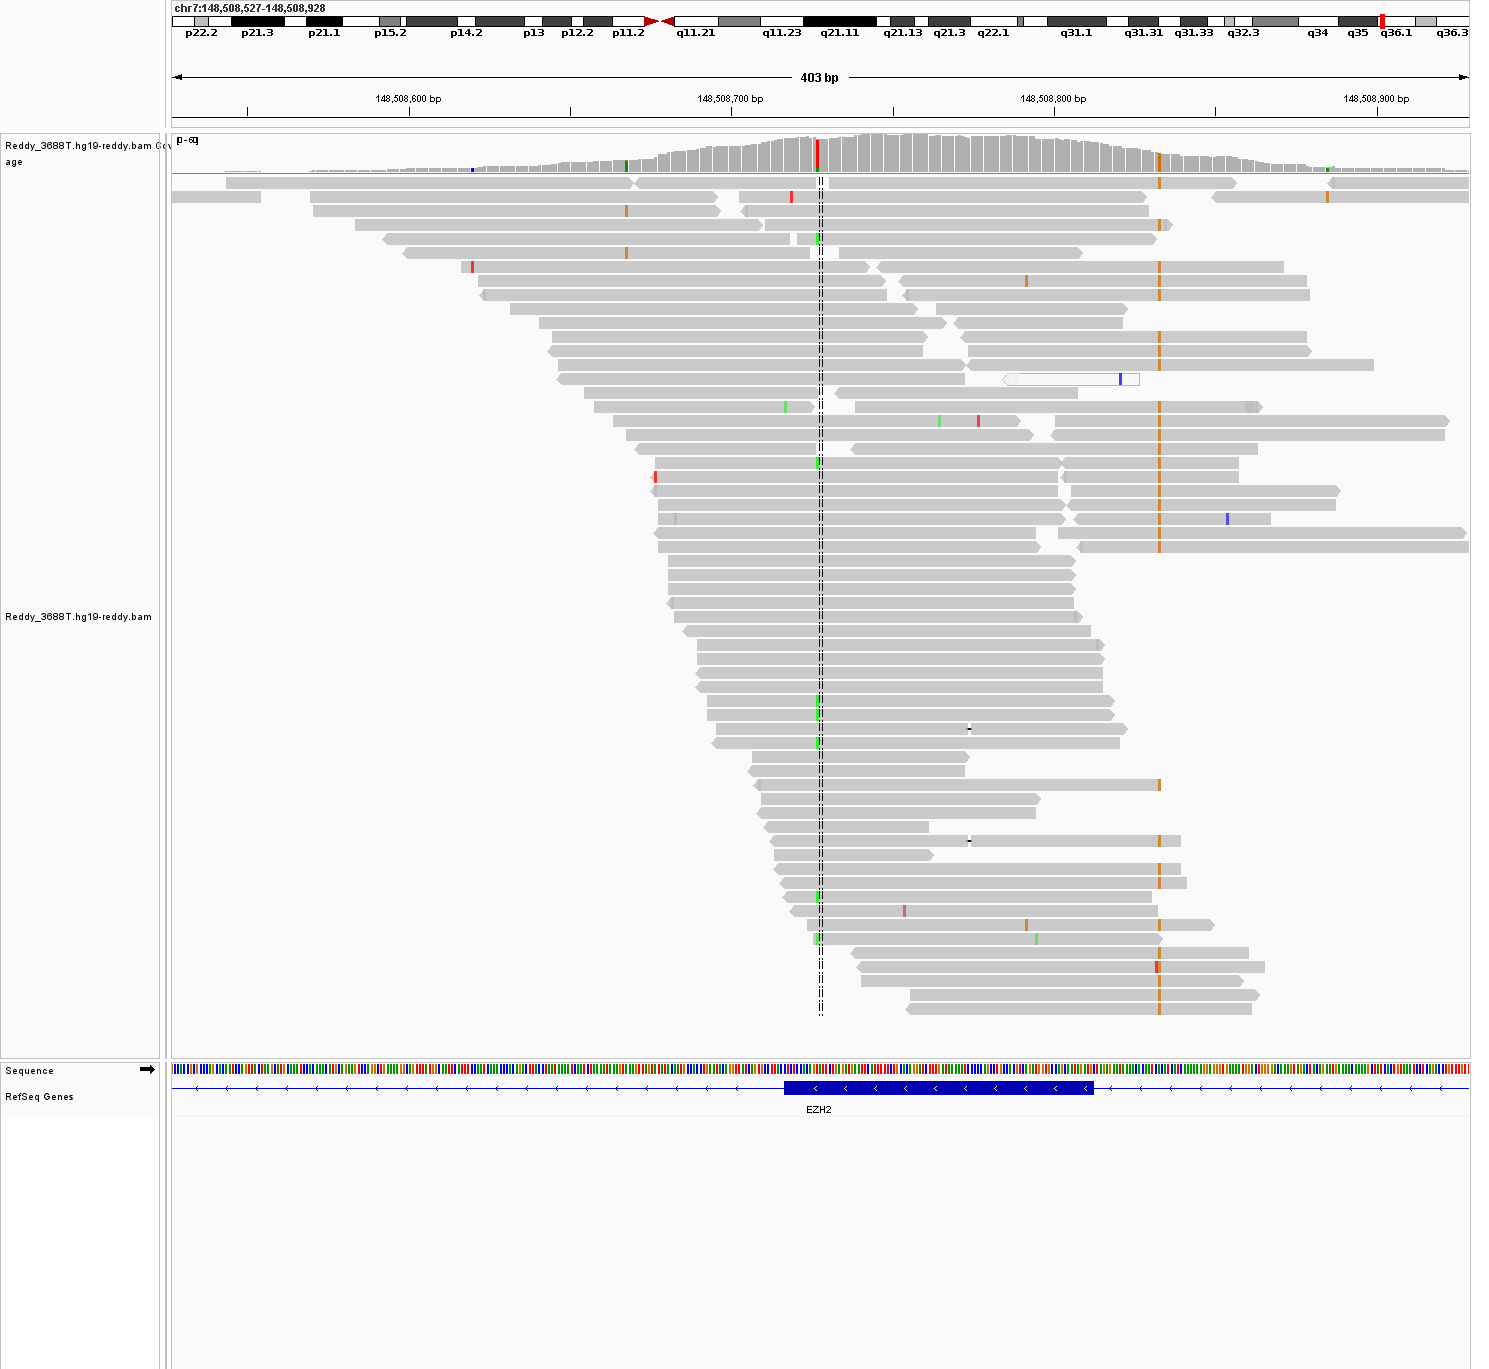 chr7:148,508,527-148,508,928
p22.2 p21.3 p21.1 p15.2 p14.2 p13 p12.2 p11.2 q11.21 q11.23 q21.11 q21.13 q21.3 q22.1 q31.1 q31.31 q31.33 q32.3 q34 q35 q36.1 q36.3
403 bp
148,508,600 bp 148,508,700 bp 148,508,800 bp 148,508,900 bp
Reddy_3688T.hg19-reddy.bam Cov
age
Reddy_3688T.hg19-reddy.bam
Sequence
RefSeq Genes
EZH2